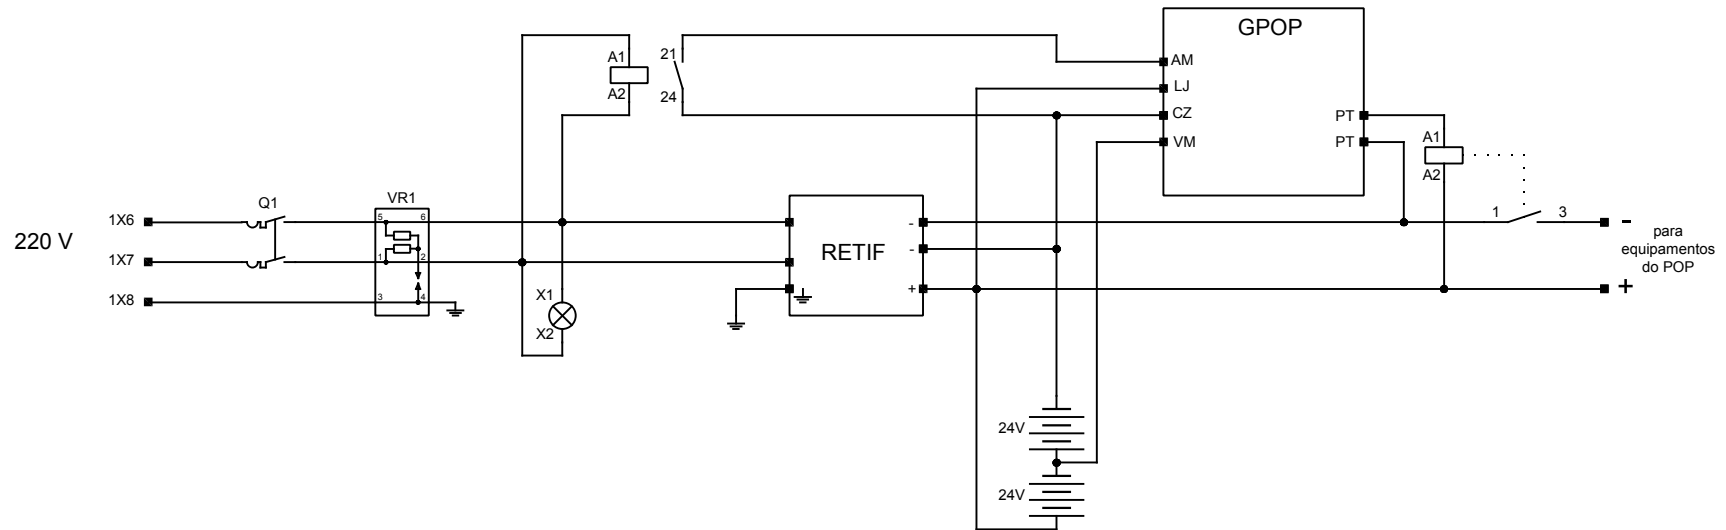 GPOP
A1
21
AM
A2
24
LJ
CZ
VM
PT
PT
A1
A2
220 V
1X6
1X7
1X8
Q1
VR1
5
6
1
2
3
4
X1
X2
RETIF
-
-
+
1
3
-
+
para
equipamentos
do POP
24V
24V